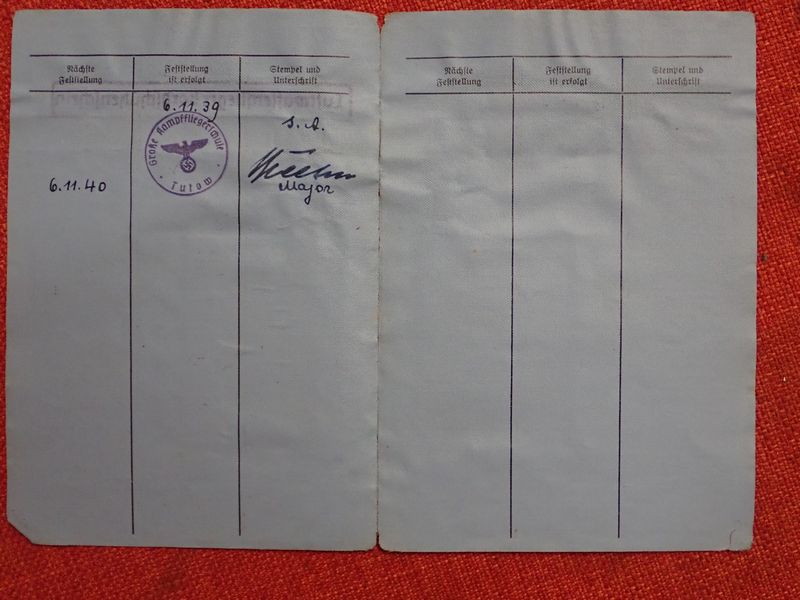 Nächste
Feststellung
Feststellung
ist erfolgt
Stempel und
Unterschrift
6.11.39
Große Kampffliegerschule
Tutow
I. A.
Major
6.11.40
Nächste
Feststellung
Feststellung
ist erfolgt
Stempel und
Unterschrift